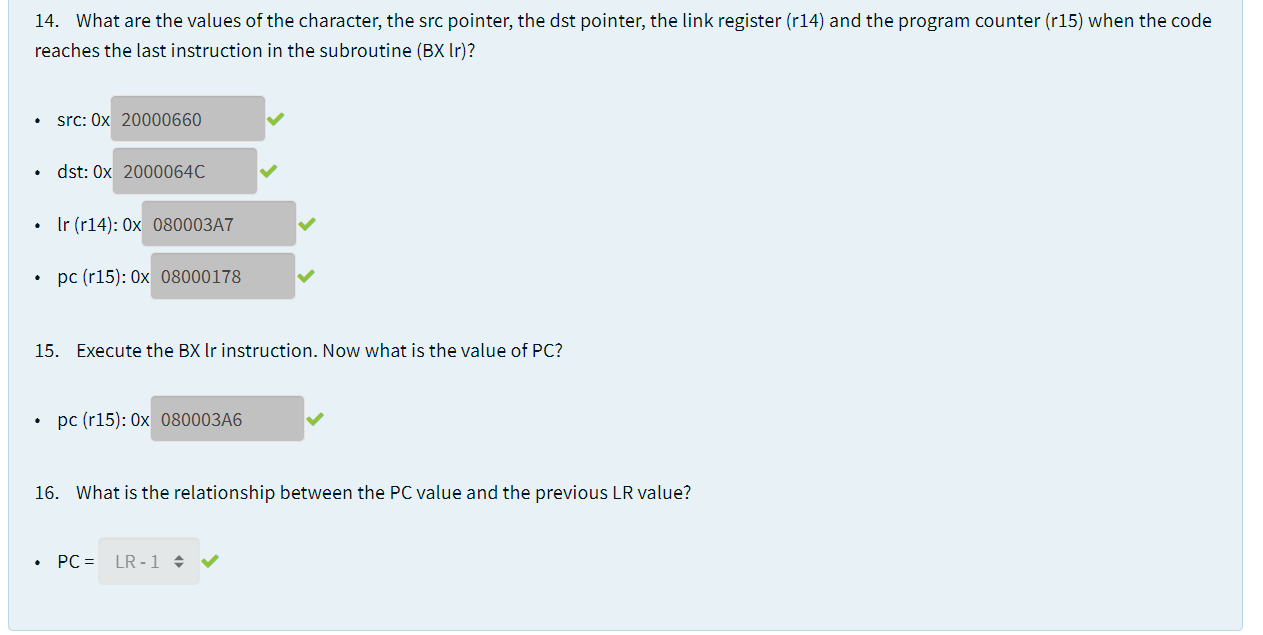 14. What are the values of the character, the src pointer, the dst pointer, the link register (r14) and the program counter (r15) when the code
reaches the last instruction in the subroutine (BX lr)?
• src: 0x 20000660
• dst: 0x 2000064C
• lr (r14): 0x 080003A7
• pc (r15): 0x 08000178
15. Execute the BX lr instruction. Now what is the value of PC?
• pc (r15): 0x 080003A6
16. What is the relationship between the PC value and the previous LR value?
• PC = LR - 1